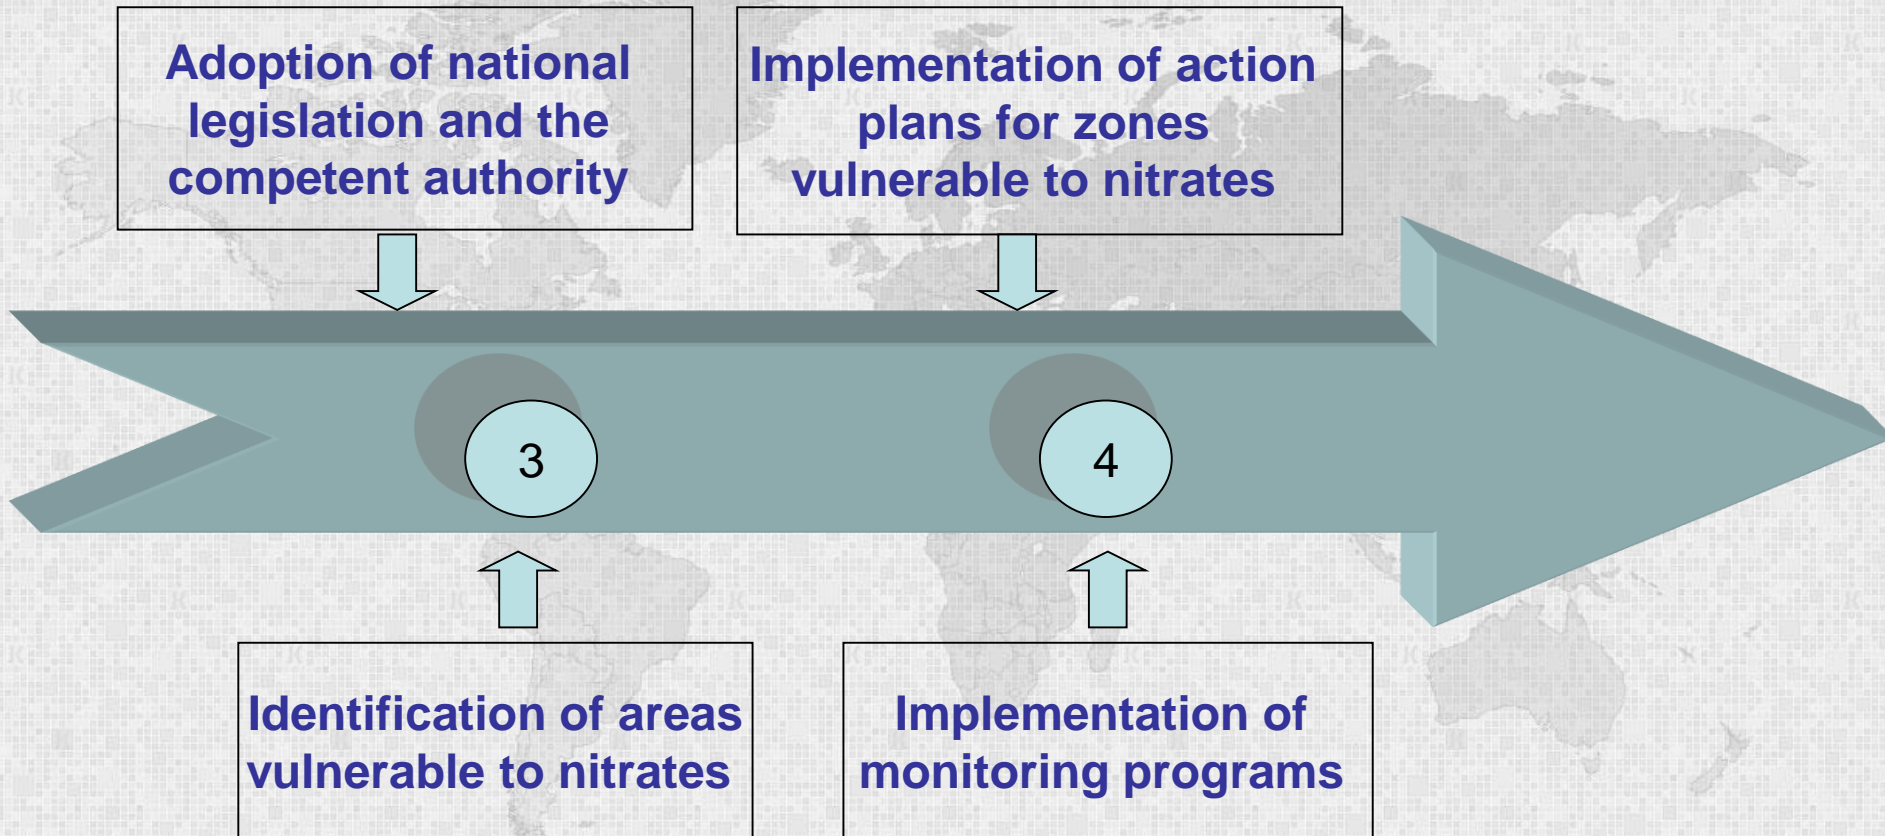 Adoption of national
legislation and the
competent authority
Implementation of action
plans for zones
vulnerable to nitrates
3
4
Identification of areas
vulnerable to nitrates
Implementation of
monitoring programs